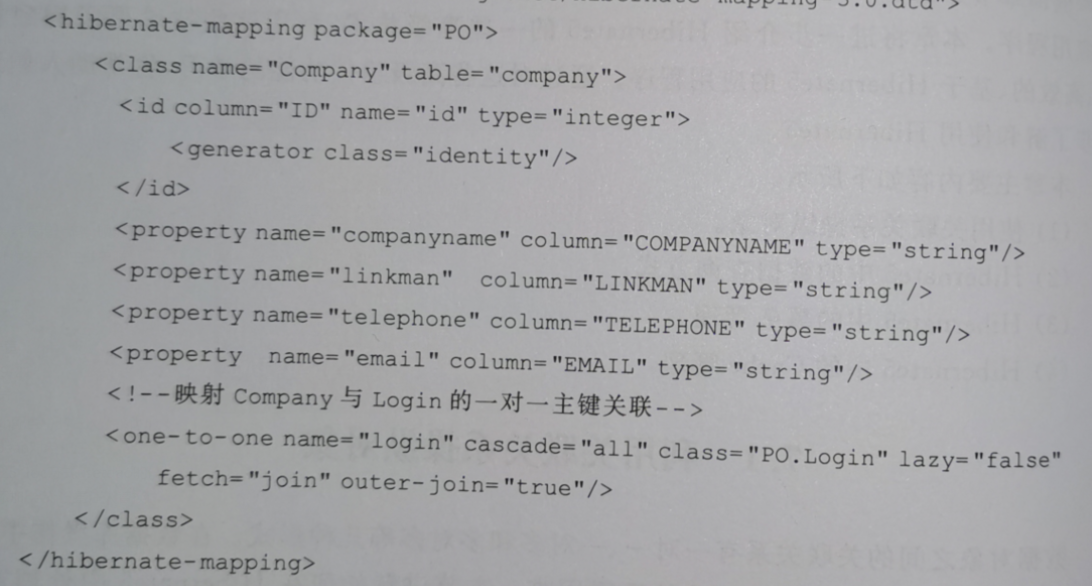 hibernate-mapping-3.0.dtd">
<hibernate-mapping package="PO">
<class name="Company" table="company">
<id column="ID" name="id" type="integer">
<generator class="identity"/>
</id>
<property name="companyname" column="COMPANYNAME" type="string"/>
<property name="linkman" column="LINKMAN" type="string"/>
<property name="telephone" column="TELEPHONE" type="string"/>
<property name="email" column="EMAIL" type="string"/>
<!--映射 Company 与 Login 的一对一主键关联-->
<one-to-one name="login" cascade="all" class="PO.Login" lazy="false"
fetch="join" outer-join="true"/>
</class>
</hibernate-mapping>